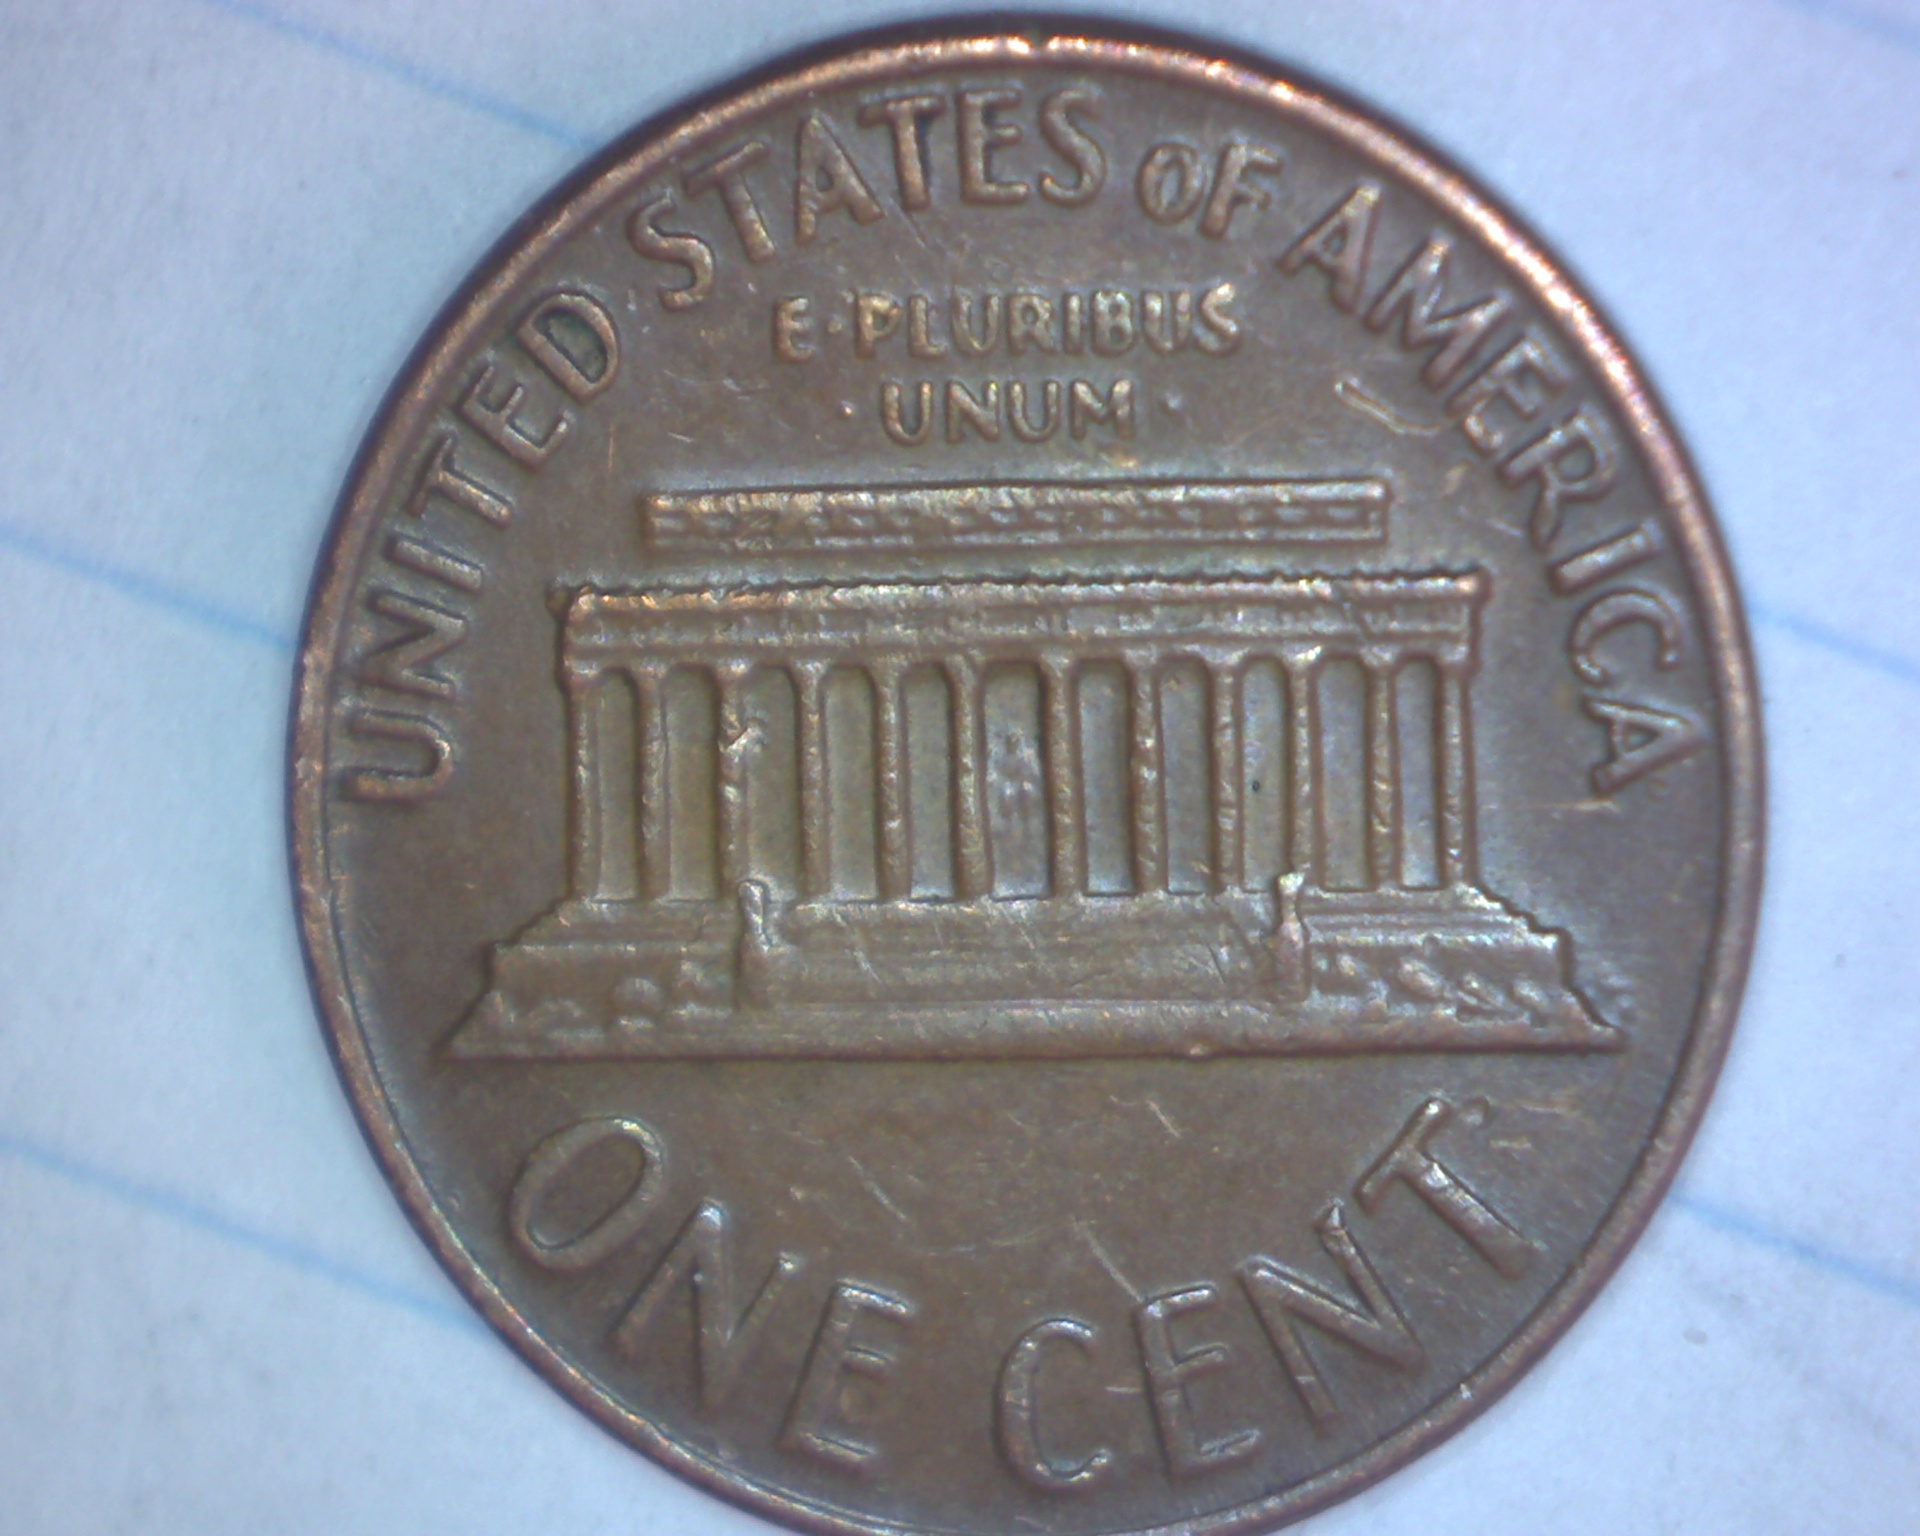 UNITED STATES OF AMERICA
E·PLURIBUS
·UNUM·
ONE CENT